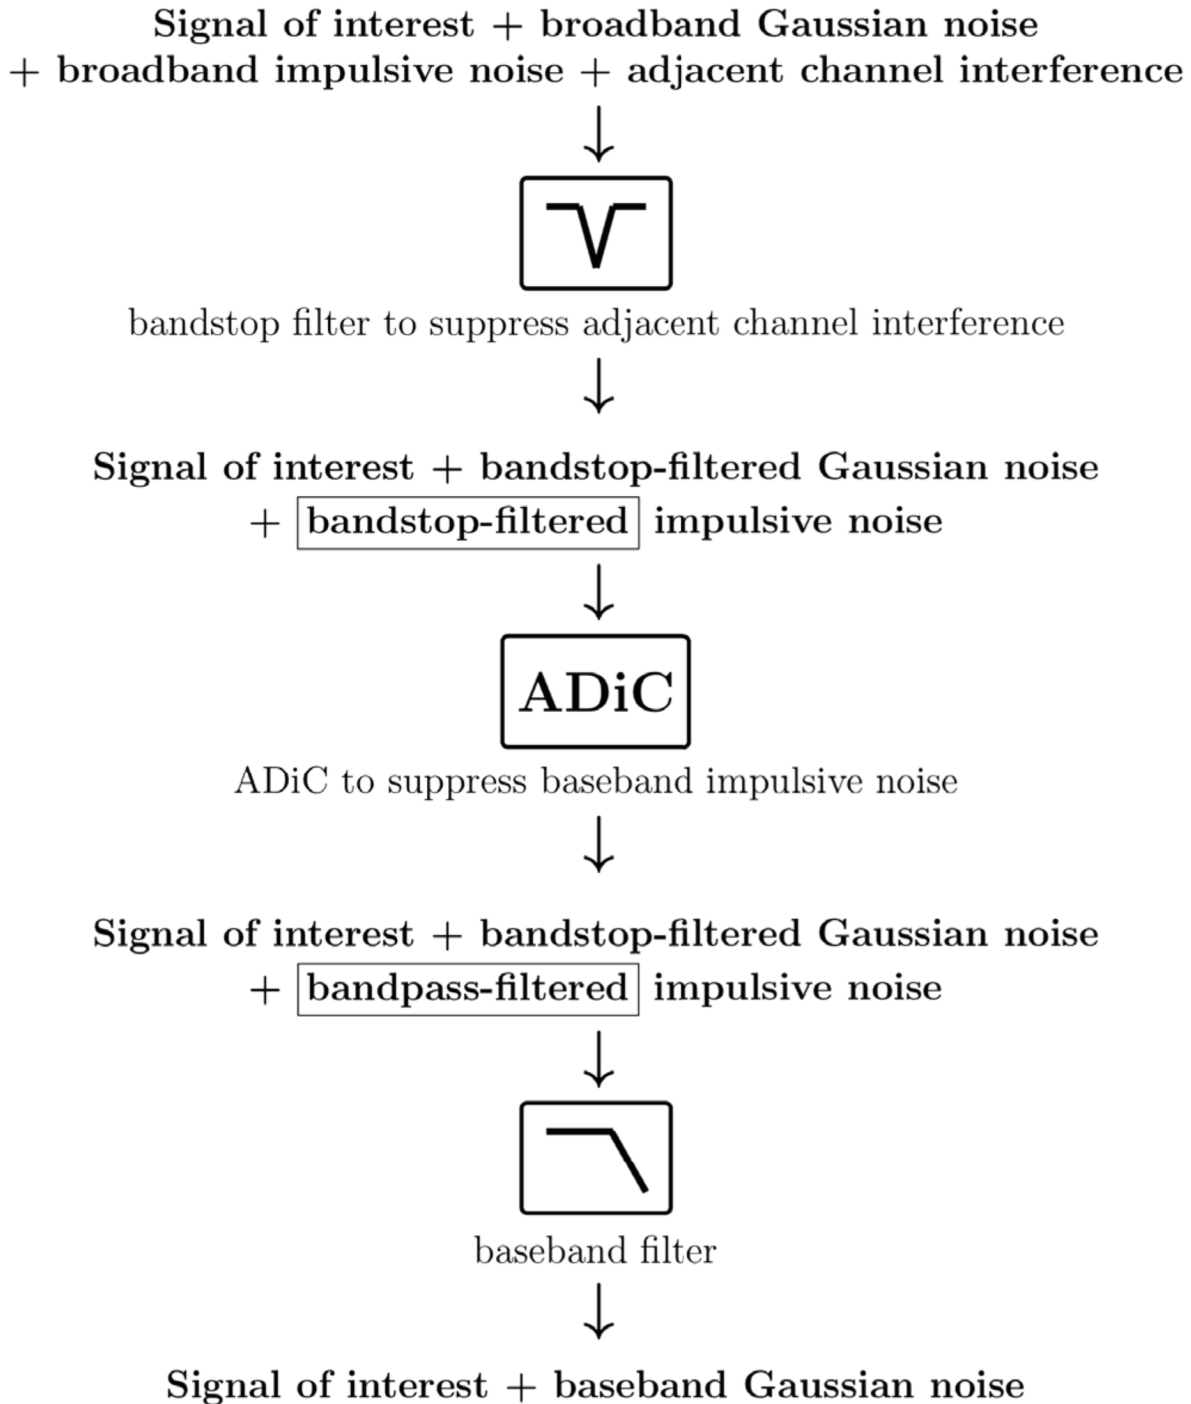 Signal of interest + broadband Gaussian noise
+ broadband impulsive noise + adjacent channel interference
bandstop filter to suppress adjacent channel interference
Signal of interest + bandstop-filtered Gaussian noise
+ bandstop-filtered impulsive noise
ADiC
ADiC to suppress baseband impulsive noise
Signal of interest + bandstop-filtered Gaussian noise
+ bandpass-filtered impulsive noise
baseband filter
Signal of interest + baseband Gaussian noise